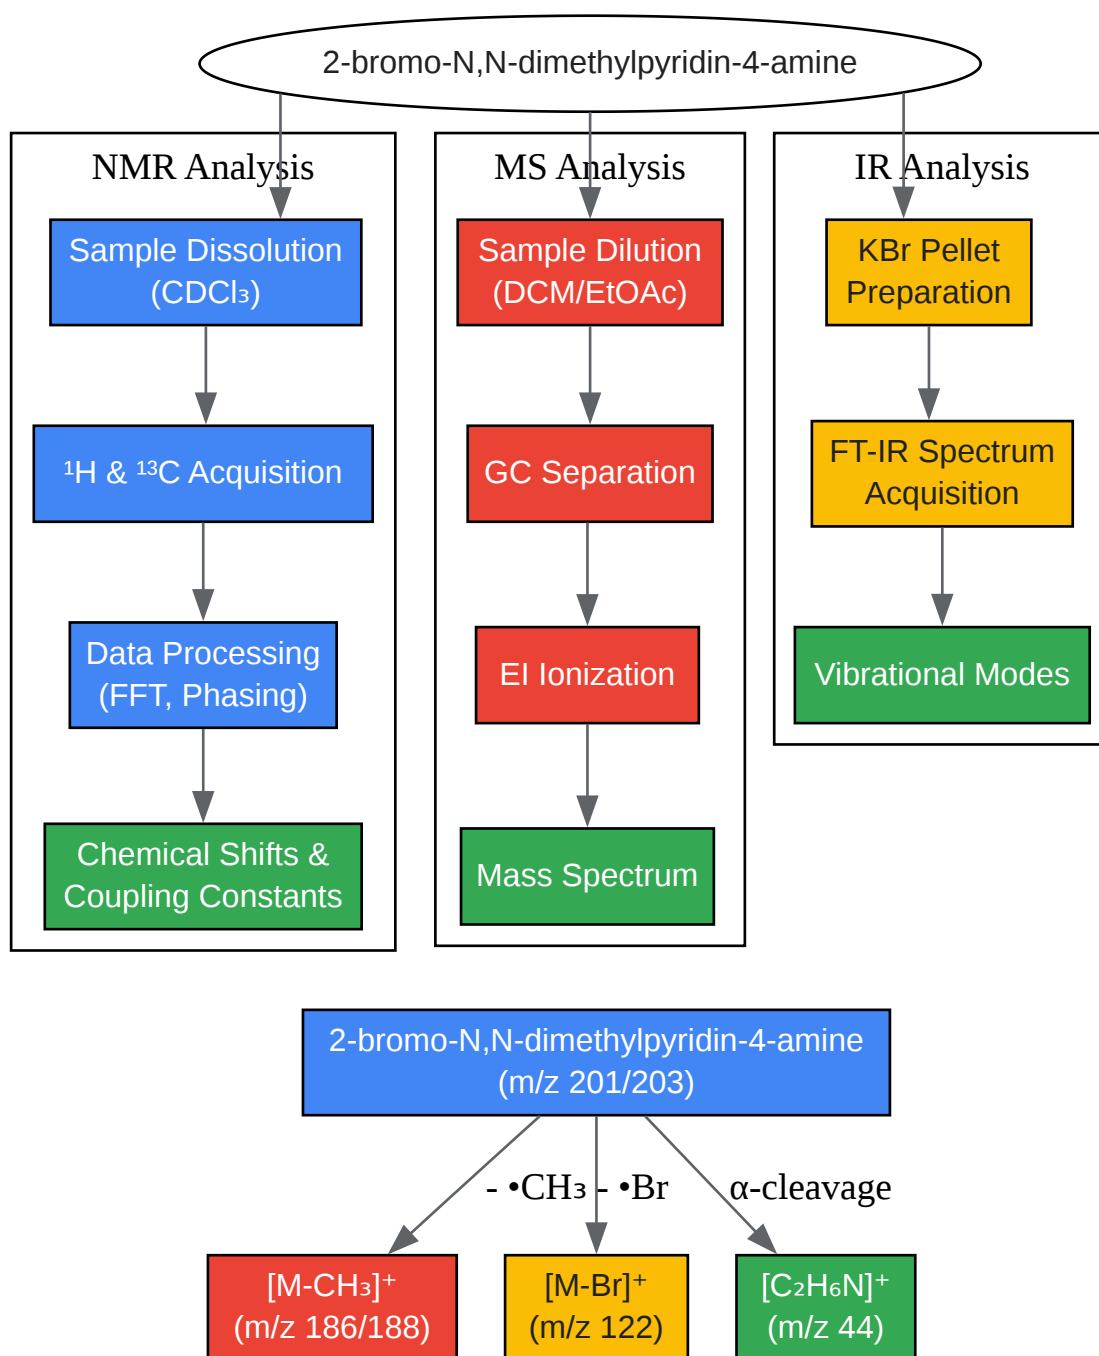 2-bromo-N,N-dimethylpyridin-4-amine
NMR Analysis
Sample Dissolution
(CDCl₃)
¹H & ¹³C Acquisition
Data Processing
(FFT, Phasing)
Chemical Shifts &
Coupling Constants
MS Analysis
Sample Dilution
(DCM/EtOAc)
GC Separation
EI Ionization
Mass Spectrum
IR Analysis
KBr Pellet
Preparation
FT-IR Spectrum
Acquisition
Vibrational Modes
2-bromo-N,N-dimethylpyridin-4-amine
(m/z 201/203)
- •CH₃
- •Br
α-cleavage
[M-CH₃]⁺
(m/z 186/188)
[M-Br]⁺
(m/z 122)
[C₂H₆N]⁺
(m/z 44)